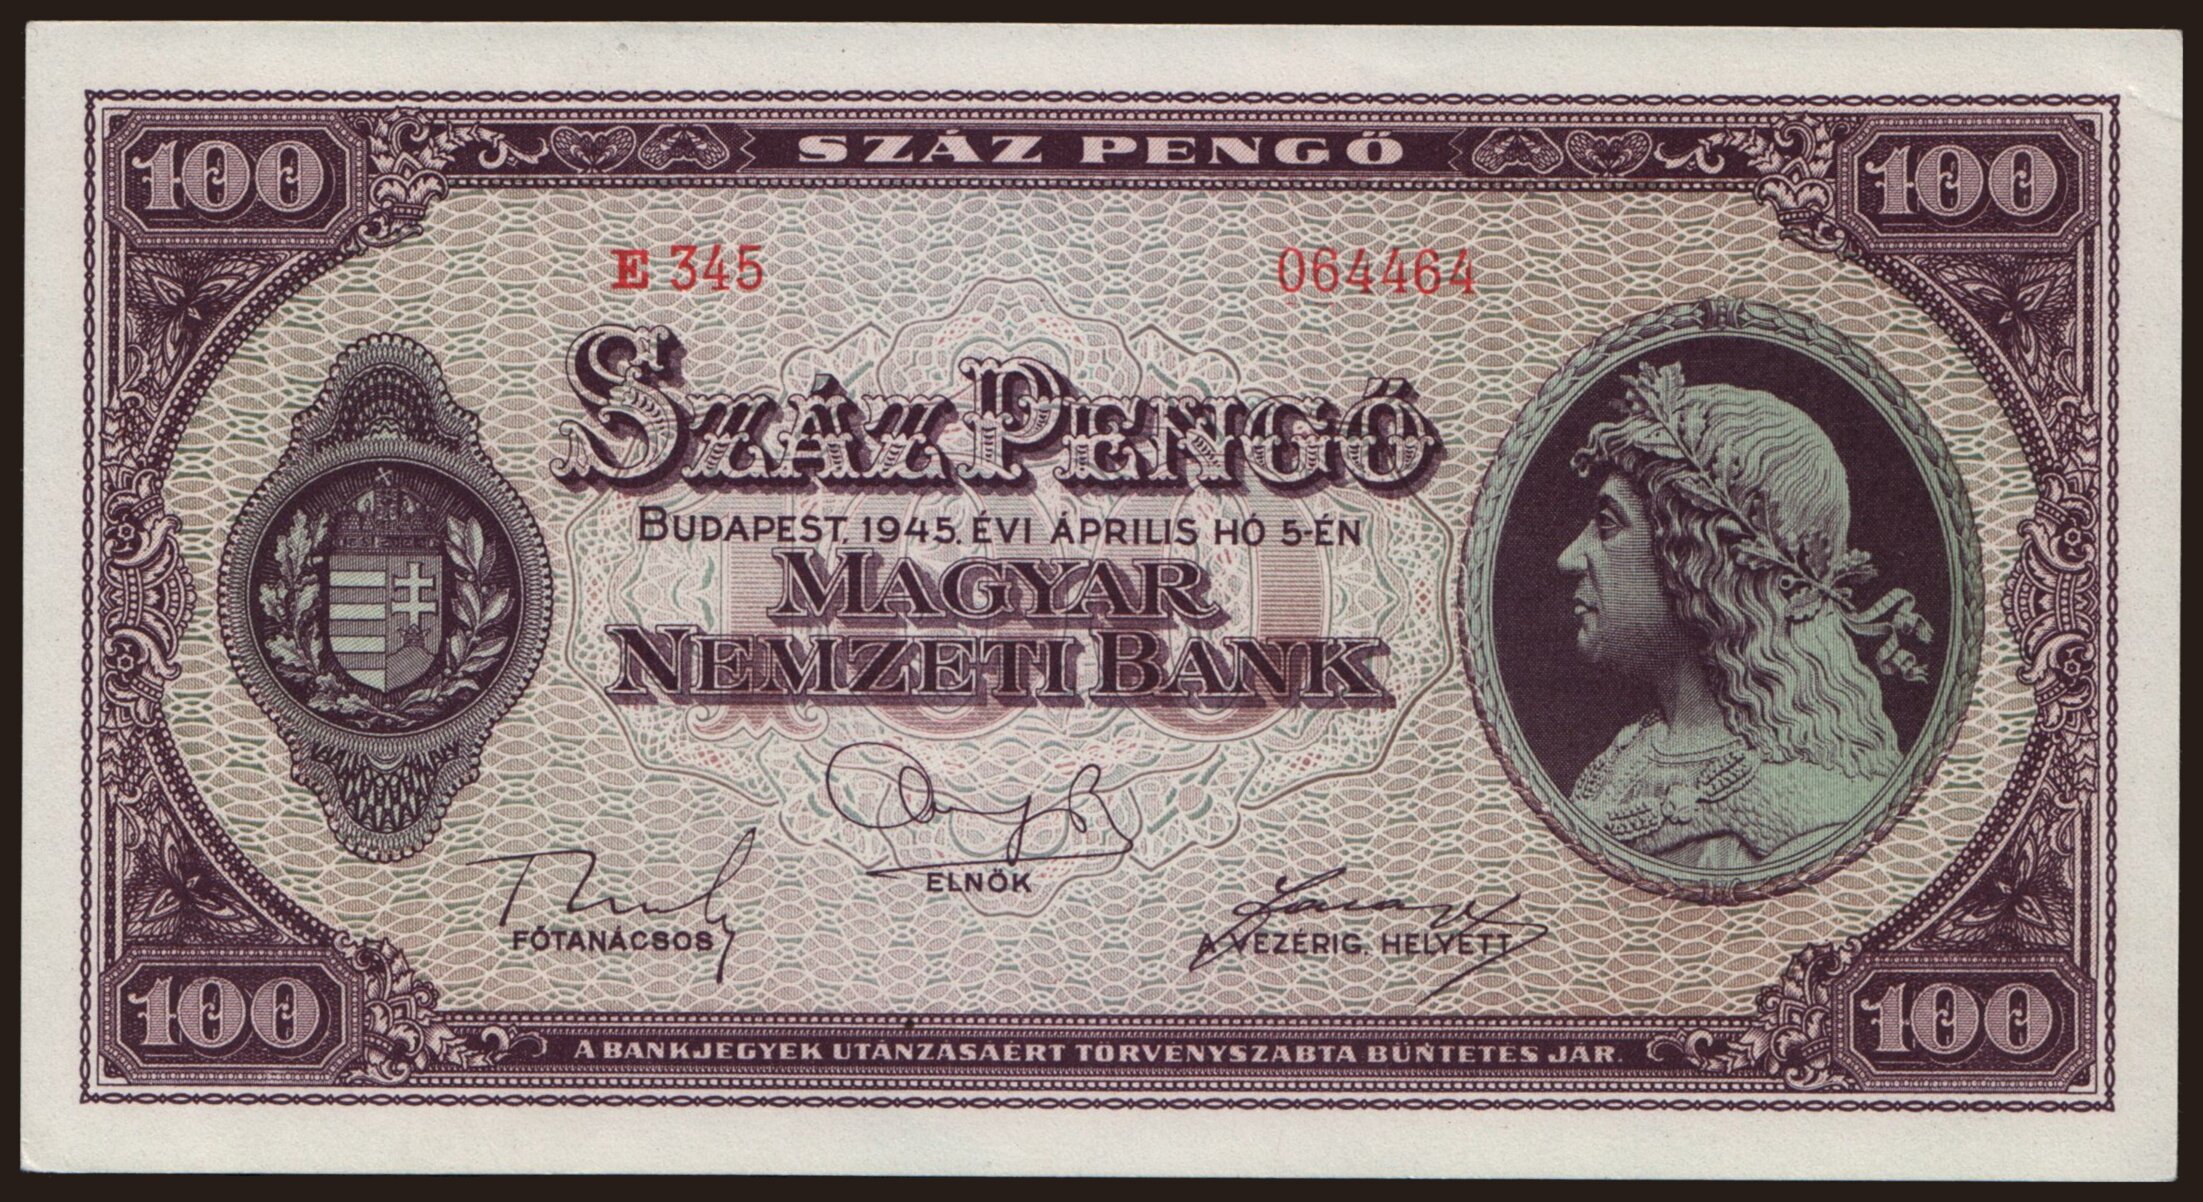 100 SZÁZ PENGŐ 100
E 345 064464
SZÁZ PENGŐ
BUDAPEST, 1945. ÉVI ÁPRILIS HÓ 5-ÉN
MAGYAR
NEMZETI BANK
ELNÖK
FŐTANÁCSOS A VEZÉRIG. HELYETT
100 A BANKJEGYEK UTÁNZÁSAÉRT TÖRVÉNYSZABTA BÜNTETÉS JÁR. 100